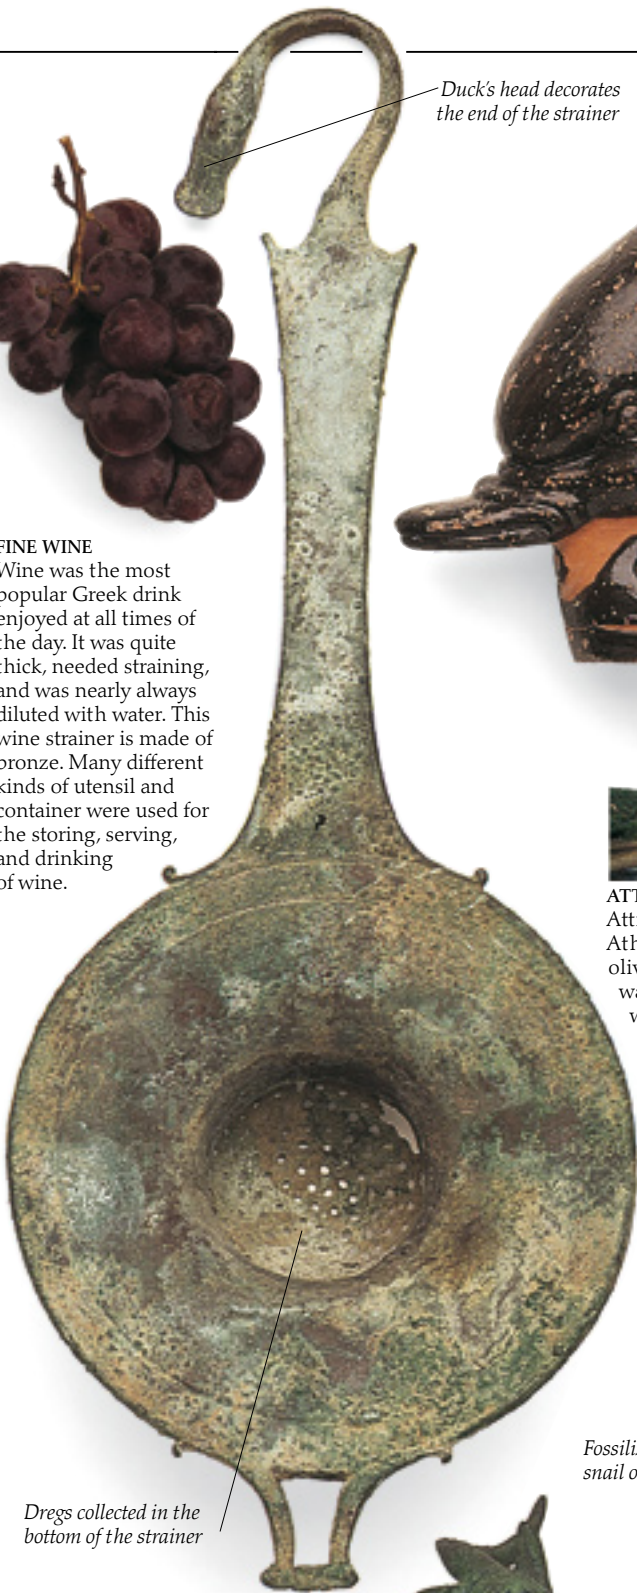 Duck's head decorates
the end of the strainer
FINE WINE
Wine was the most
popular Greek drink
enjoyed at all times of
the day. It was quite
thick, needed straining,
and was nearly always
diluted with water. This
wine strainer is made of
bronze. Many different
kinds of utensil and
container were used for
the storing, serving,
and drinking
of wine.
snail
Dregs collected in the
bottom of the strainer